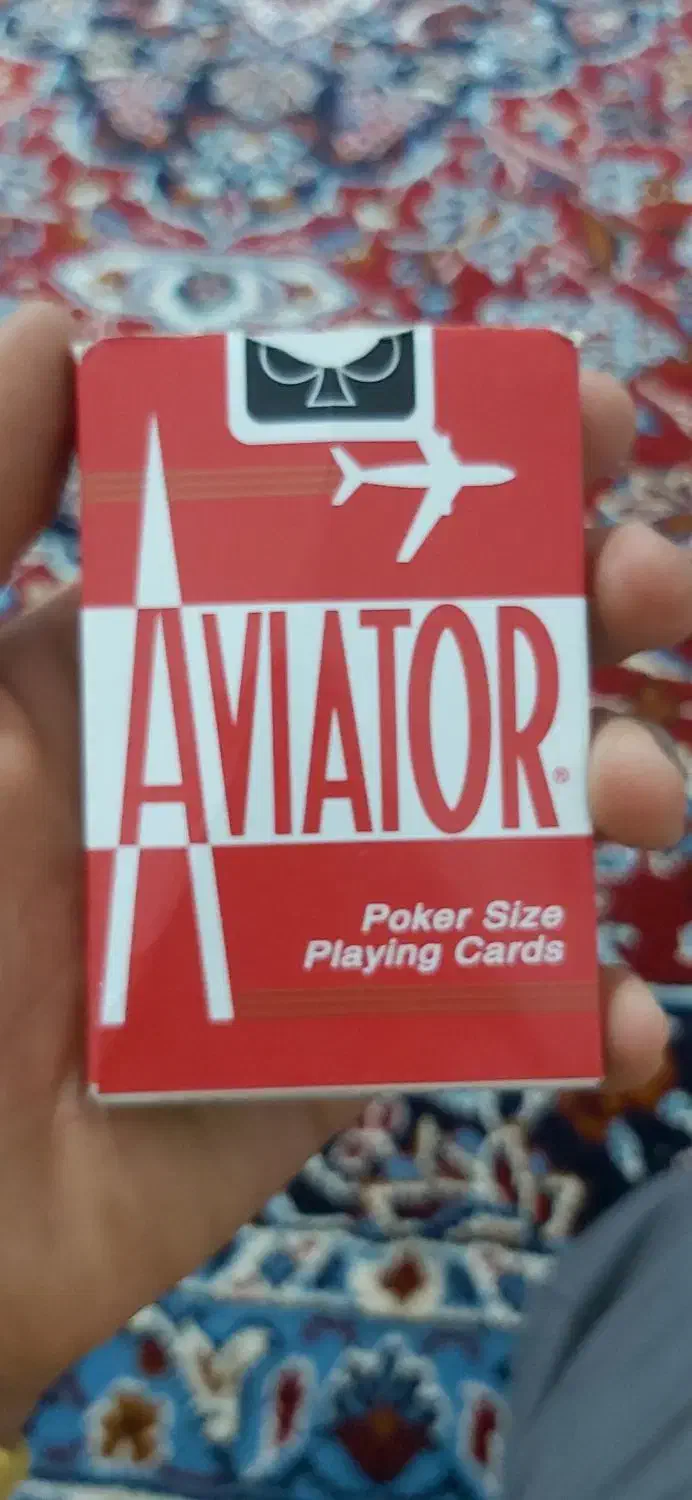 AVIATOR®
Poker Size
Playing Cards